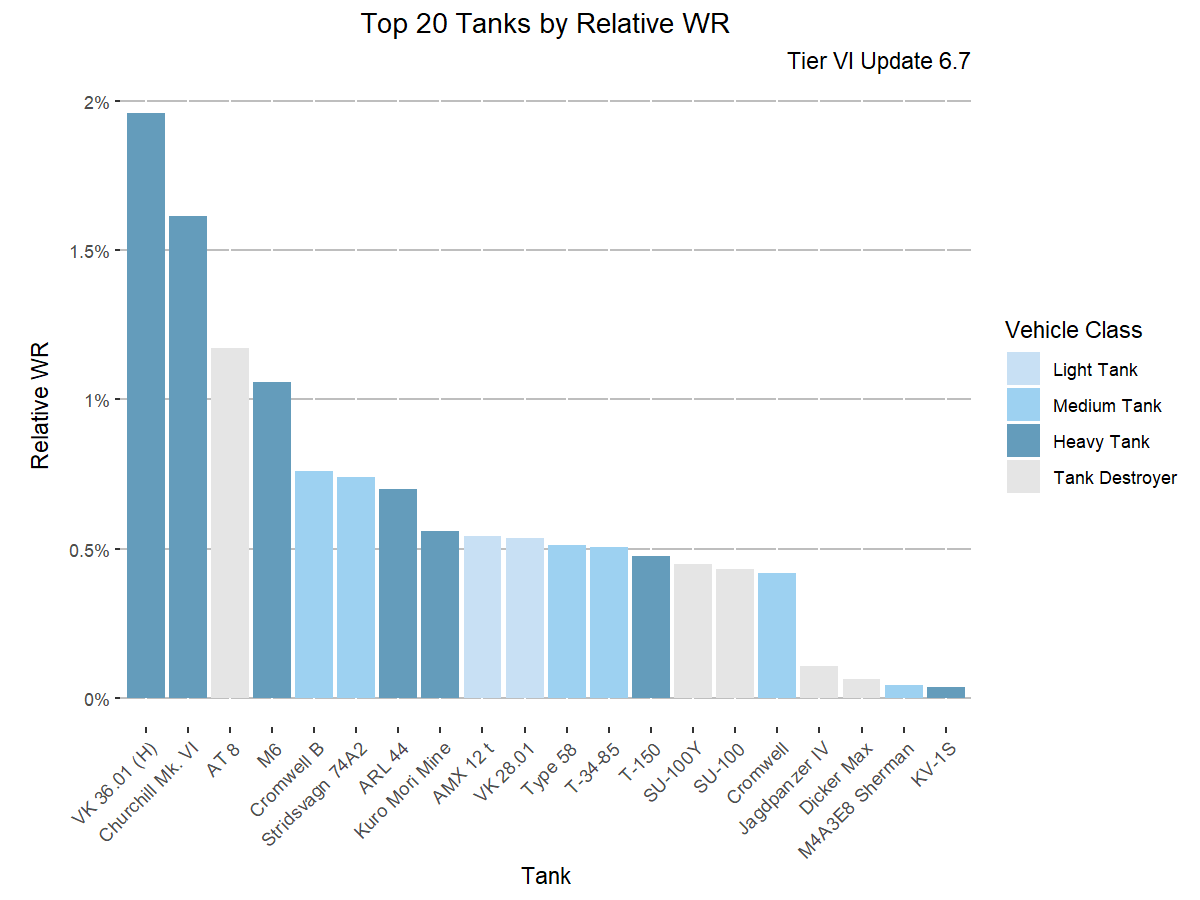 Top 20 Tanks by Relative WR
Tier VI Update 6.7
2%
1.5%
1%
0.5%
0%
Relative WR
VK 36.01 (H)
Churchill Mk. VI
AT 8
M6
Cromwell B
Stridsvagn 74A2
ARL 44
Kuro Mori Mine
AMX 12 t
VK 28.01
Type 58
T-34-85
T-150
SU-100Y
SU-100
Cromwell
Jagdpanzer IV
Dicker Max
M4A3E8 Sherman
KV-1S
Tank
Vehicle Class
Light Tank
Medium Tank
Heavy Tank
Tank Destroyer